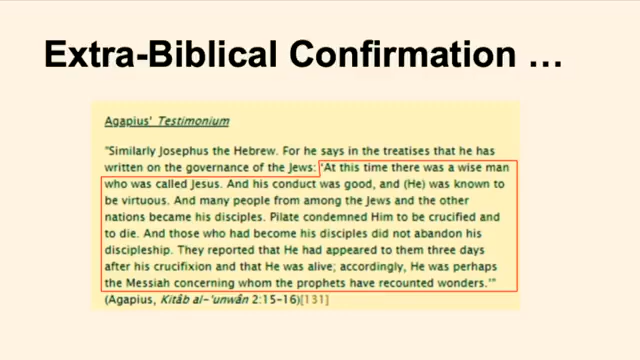 Extra-Biblical Confirmation …
Agapius' Testimonium
"Similarly Josephus the Hebrew. For he says in the treatises that he has
written on the governance of the Jews: 'At this time there was a wise man
who was called Jesus. And his conduct was good, and (He) was known to
be virtuous. And many people from among the Jews and the other
nations became his disciples. Pilate condemned Him to be crucified and
to die. And those who had become his disciples did not abandon his
discipleship. They reported that He had appeared to them three days
after his crucifixion and that He was alive; accordingly, He was perhaps
the Messiah concerning whom the prophets have recounted wonders.'"
(Agapius, Kitâb al-'unwân 2:15-16)[131]